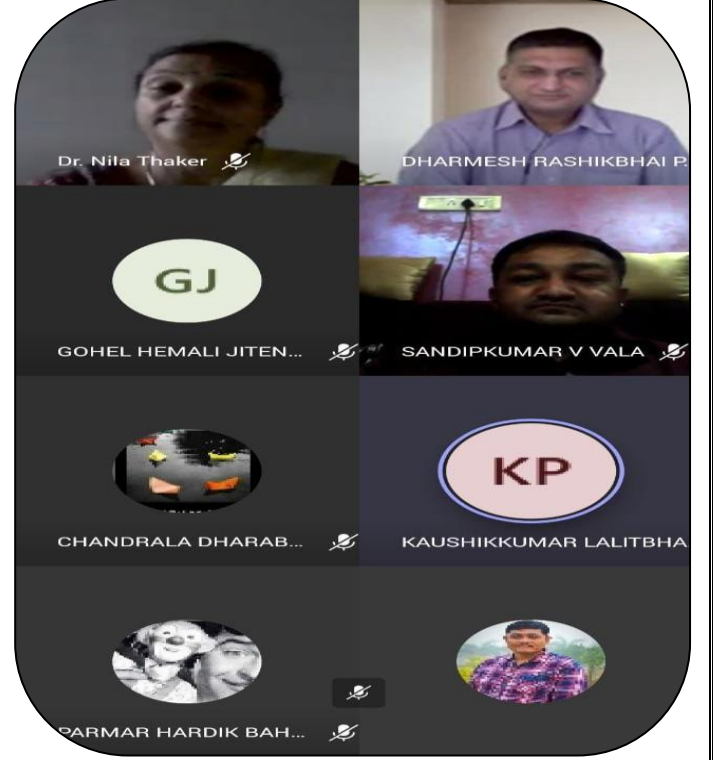 Dr. Nila Thaker
DHARMESH RASHIKBHAI P.
GJ
GOHEL HEMALI JITEN...
SANDIPKUMAR V VALA
CHANDRALA DHARAB...
KP
KAUSHIKKUMAR LALITBHA
PARMAR HARDIK BAH...